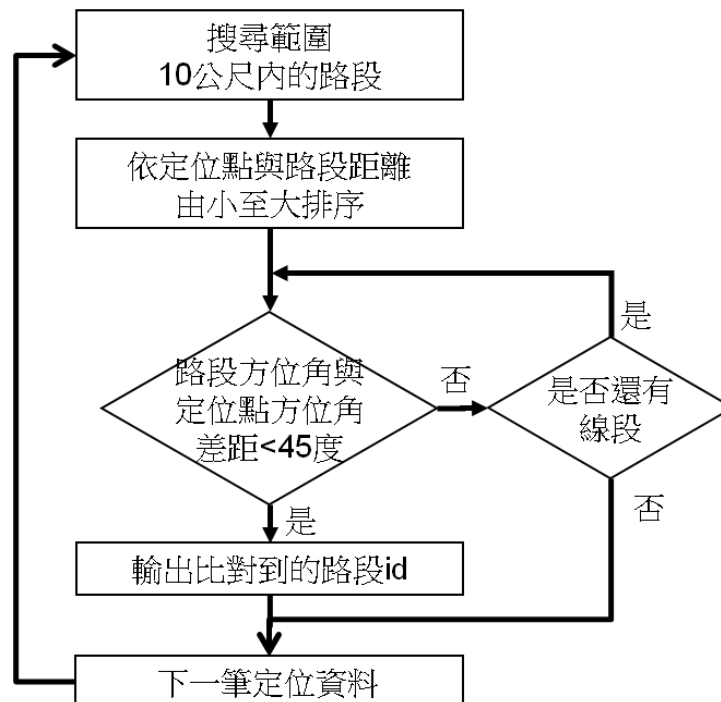 搜尋範圍
10公尺內的路段
依定位點與路段距離
由小至大排序
路段方位角與
定位點方位角
差距<45度
否
是否還有
線段
是
否
是
輸出比對到的路段id
下一筆定位資料